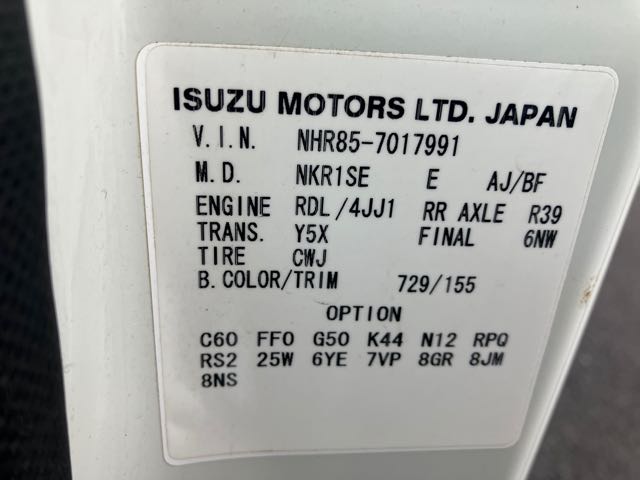 ISUZU MOTORS LTD. JAPAN
V.I.N. NHR85-7017991
M.D. NKR1SE E AJ/BF
ENGINE RDL/4JJ1 RR AXLE R39
TRANS. Y5X FINAL 6NW
TIRE CWJ
B.COLOR/TRIM 729/155
OPTION
C60 FF0 G50 K44 N12 RPQ
RS2 25W 6YE 7VP 8GR 8JM
8NS